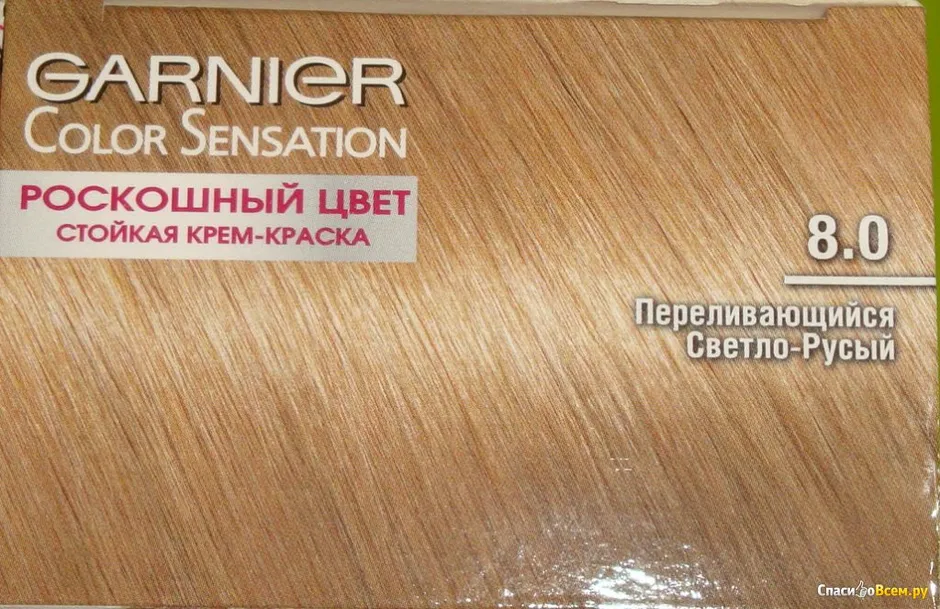 GARNIER
COLOR SENSATION
РОСКОШНЫЙ ЦВЕТ
СТОЙКАЯ КРЕМ-КРАСКА
8.0
Переливающийся
Светло-Русый
СпасибоВсем.ру